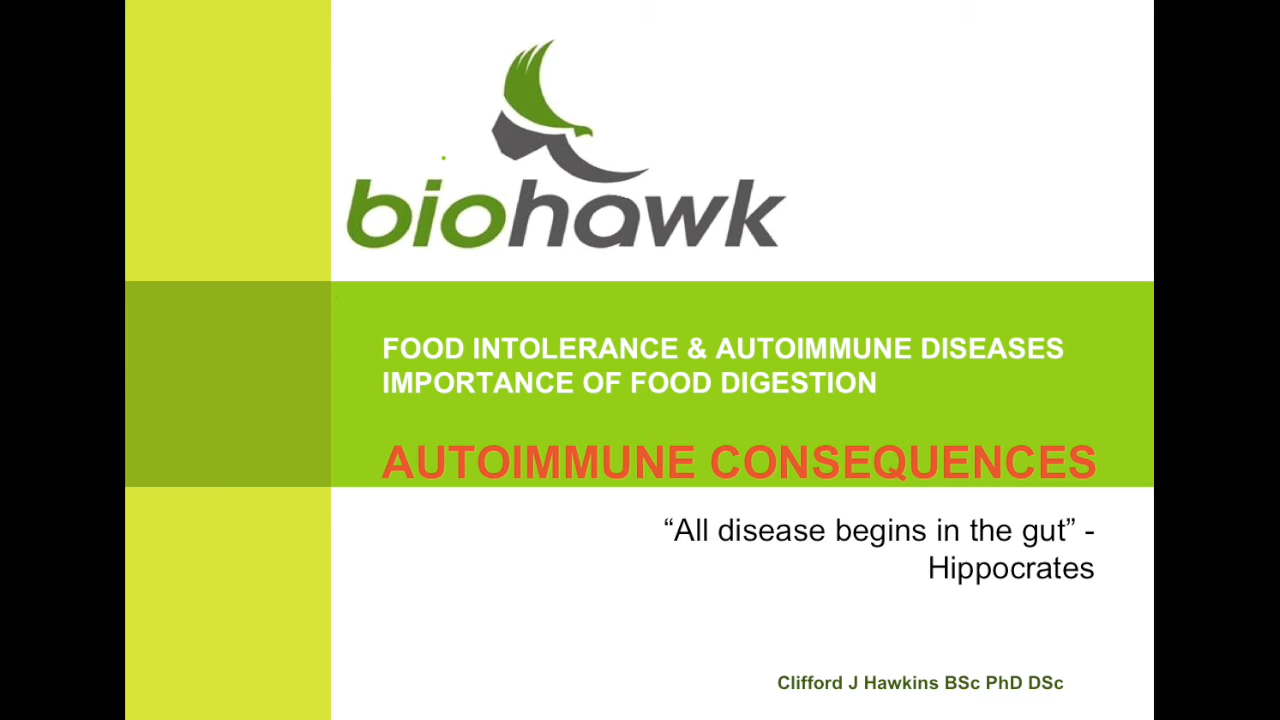 biohawk
FOOD INTOLERANCE & AUTOIMMUNE DISEASES
IMPORTANCE OF FOOD DIGESTION
AUTOIMMUNE CONSEQUENCES
“All disease begins in the gut” -
Hippocrates
Clifford J Hawkins BSc PhD DSc